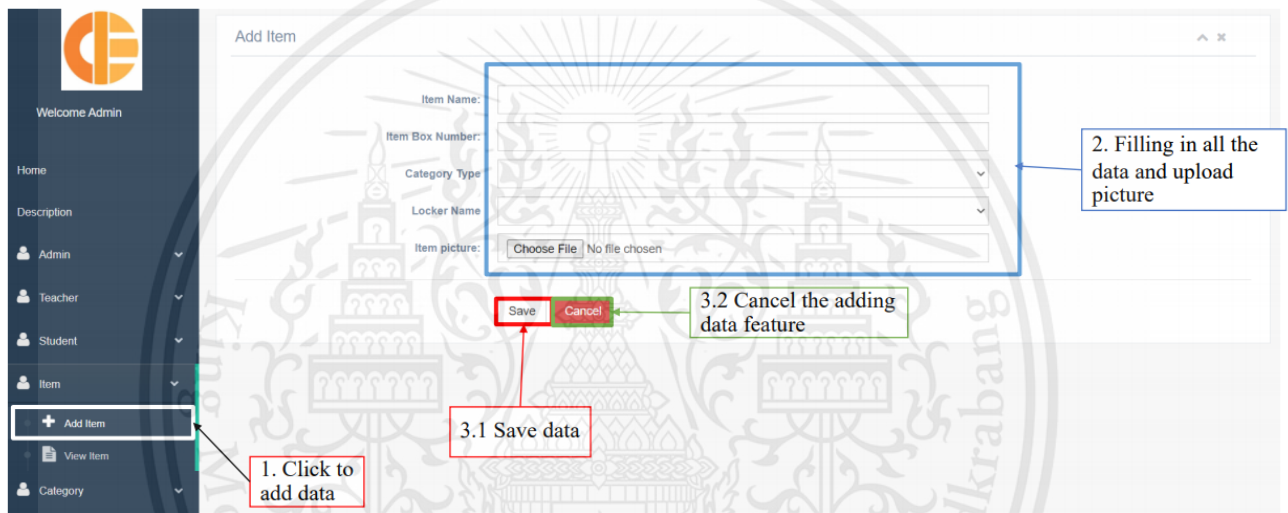 Add Item
Welcome Admin
Home
Description
Admin
Teacher
Student
Item
Add Item
View Item
Category
Item Name:
Item Box Number:
Category Type
Locker Name
Item picture:
Choose File No file chosen
Save
Cancel
2. Filling in all the
data and upload
picture
3.2 Cancel the adding
data feature
3.1 Save data
1. Click to
add data
King
krabang